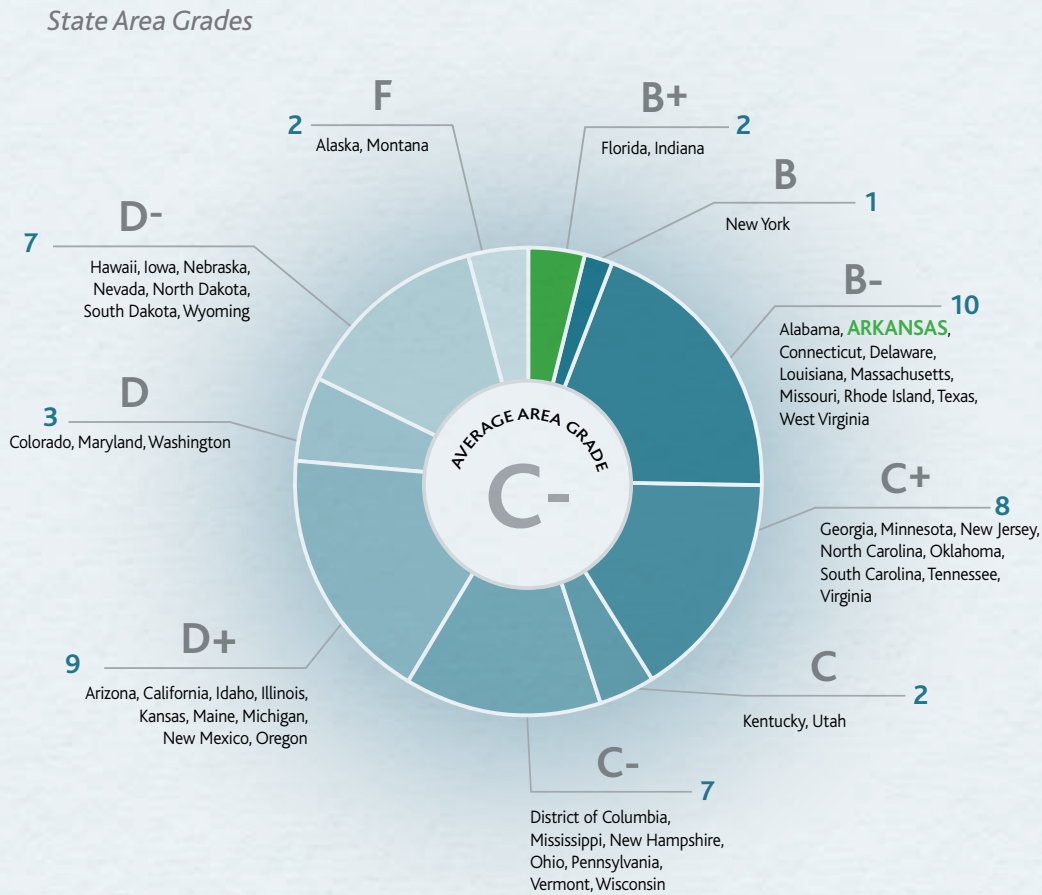 State Area Grades
F
2
Alaska, Montana
B+
2
Florida, Indiana
B
1
New York
B-
10
Alabama, ARKANSAS,
Connecticut, Delaware,
Louisiana, Massachusetts,
Missouri, Rhode Island, Texas,
West Virginia
C+
8
Georgia, Minnesota, New Jersey,
North Carolina, Oklahoma,
South Carolina, Tennessee,
Virginia
C
2
Kentucky, Utah
C-
7
District of Columbia,
Mississippi, New Hampshire,
Ohio, Pennsylvania,
Vermont, Wisconsin
D+
9
Arizona, California, Idaho, Illinois,
Kansas, Maine, Michigan,
New Mexico, Oregon
D
3
Colorado, Maryland, Washington
D-
7
Hawaii, Iowa, Nebraska,
Nevada, North Dakota,
South Dakota, Wyoming
AVERAGE AREA GRADE
C-